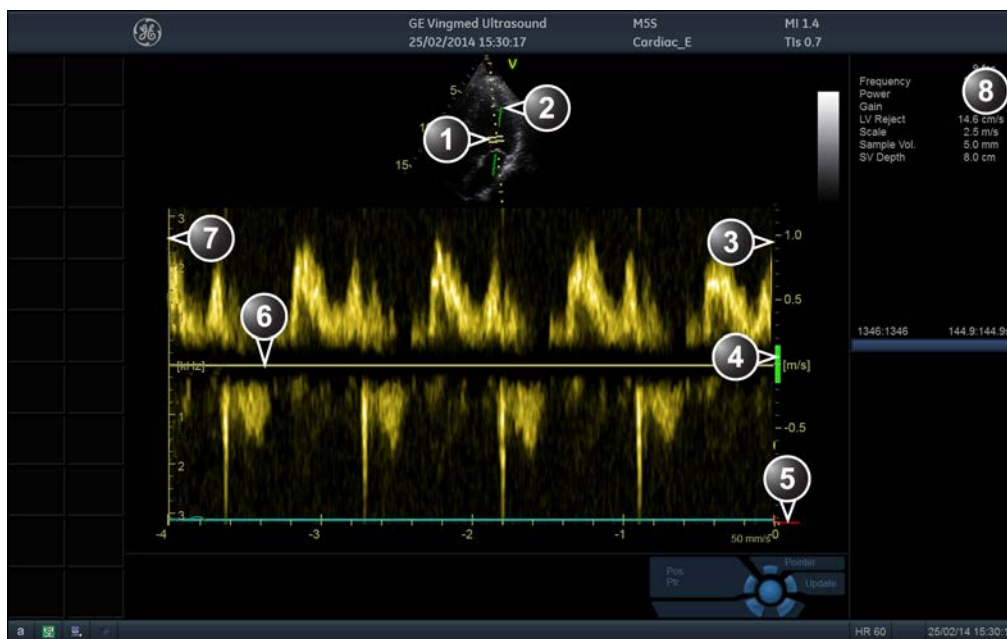 GE Vingmed Ultrasound M5S MI 1.4
25/02/2014 15:30:17 Cardiac_E TIs 0.7
V
5
2
1
15
8
Frequency
Power
Gain
LV Reject 14.6 cm/s
Scale 2.5 m/s
Sample Vol. 5.0 mm
SV Depth 8.0 cm
3
7
3
1.0
2
6
0.5
4
[kHz]
[m/s]
1346:1346 144.9:144.9
1
-0.5
2
5
3
-4 -3 -2 -1 -0
50 mm/s
Pos
Ptr
Pointer
Update
a
HR 60 25/02/14 15:30:1